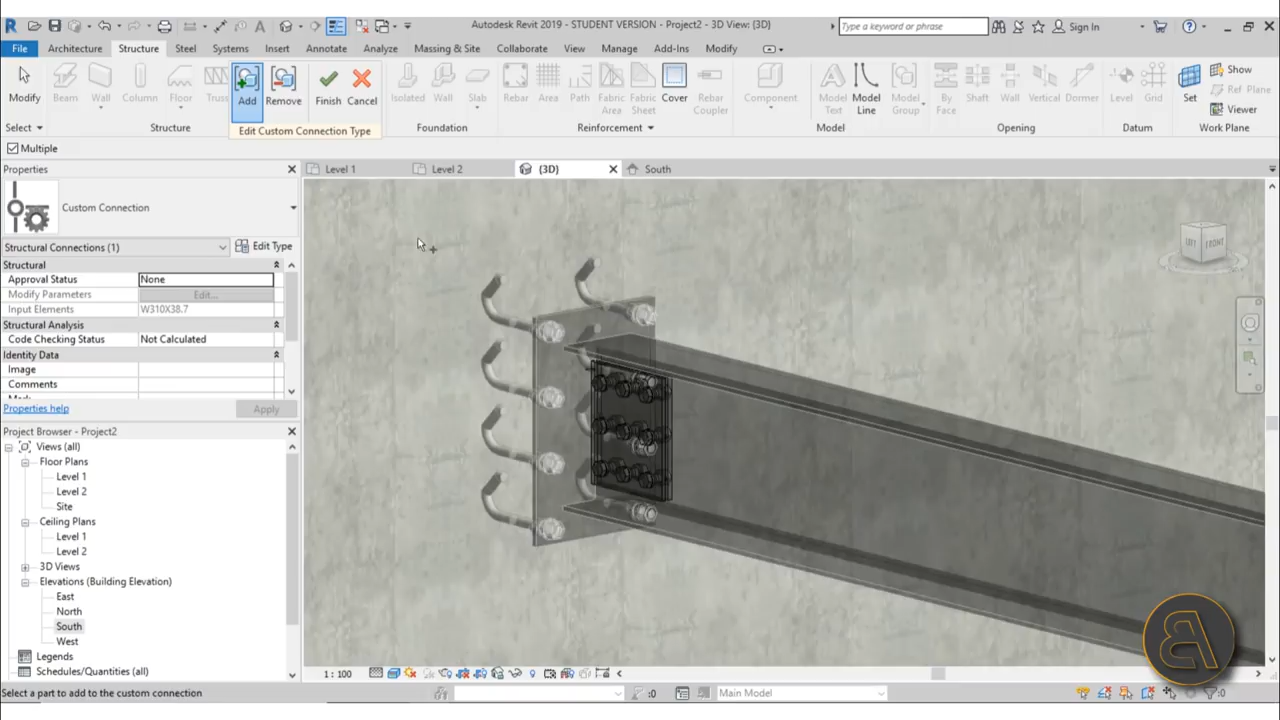 Autodesk Revit 2019 - STUDENT VERSION - Project2 - 3D View: {3D}
Type a keyword or phrase
Sign In
File Architecture Structure Steel Systems Insert Annotate Analyze Massing & Site Collaborate View Manage Add-Ins Modify
Modify
Beam Wall Column Floor Truss
Add Remove Finish Cancel
Isolated Wall Slab
Rebar Area Path Fabric Area Fabric Sheet Cover Rebar Coupler
Component
Model Text Model Line Model Group
By Face Shaft Wall Vertical Dormer
Level Grid
Set Show Ref Plane Viewer
Select Structure Edit Custom Connection Type Foundation Reinforcement Model Opening Datum Work Plane
Multiple
Properties
Level 1 Level 2 {3D} South
Custom Connection
Structural Connections (1) Edit Type
Structural
Approval Status None
Modify Parameters Edit...
Input Elements W310X38.7
Structural Analysis
Code Checking Status Not Calculated
Identity Data
Image
Comments
Properties help Apply
LEFT FRONT
Project Browser - Project2
Views (all)
Floor Plans
Level 1
Level 2
Site
Ceiling Plans
Level 1
Level 2
3D Views
Elevations (Building Elevation)
East
North
South
West
Legends
Schedules/Quantities (all)
1 : 100
Select a part to add to the custom connection
:0
Main Model
:0